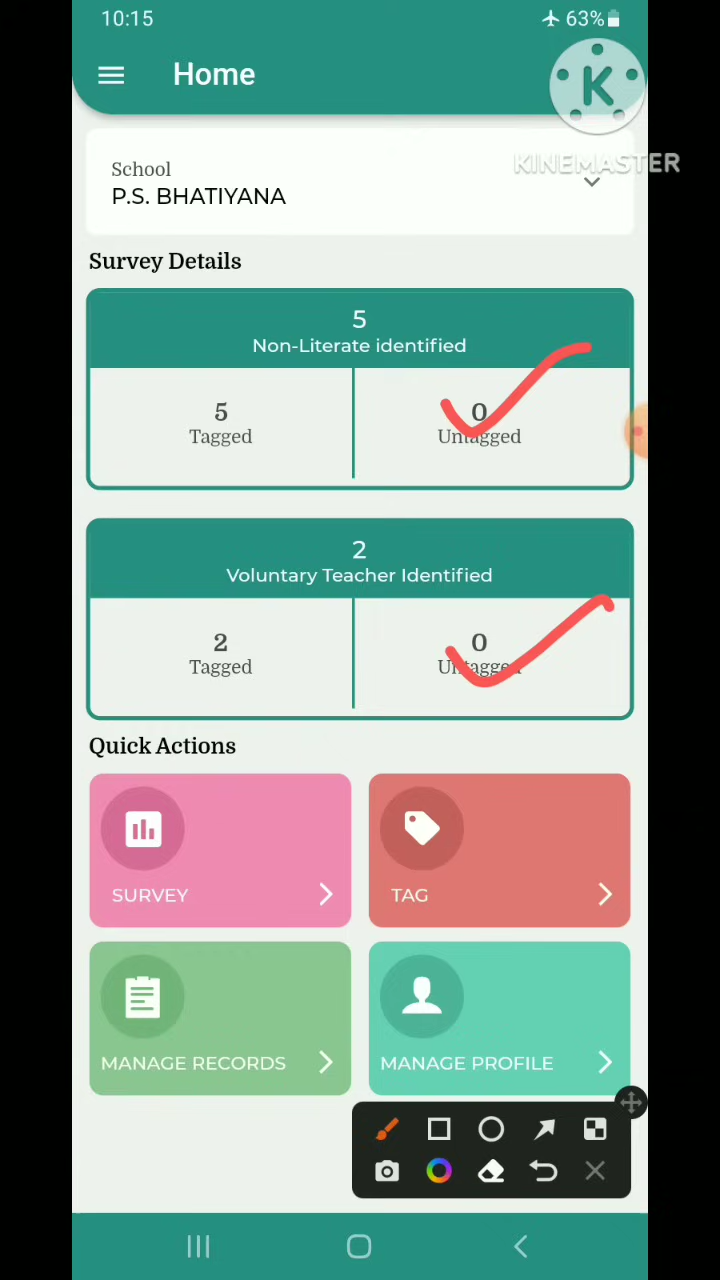 10:15
63%
Home
K
KINEMASTER
School
P.S. BHATIYANA
Survey Details
5
Non-Literate identified
5
Tagged
0
Untagged
2
Voluntary Teacher Identified
2
Tagged
0
Untagged
Quick Actions
SURVEY
TAG
MANAGE RECORDS
MANAGE PROFILE